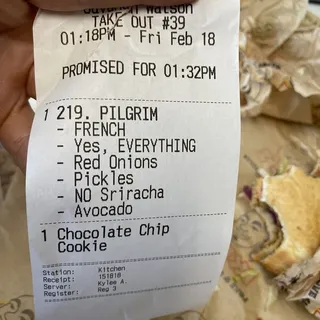 Watson
TAKE OUT #39
01:18PM - Fri Feb 18
PROMISED FOR 01:32PM
1 219. PILGRIM
- FRENCH
- Yes, EVERYTHING
- Red Onions
- Pickles
- NO Sriracha
- Avocado
1 Chocolate Chip
Cookie
Station: Kitchen
Receipt: 151818
Server: Kylee A.
Register: Reg 3